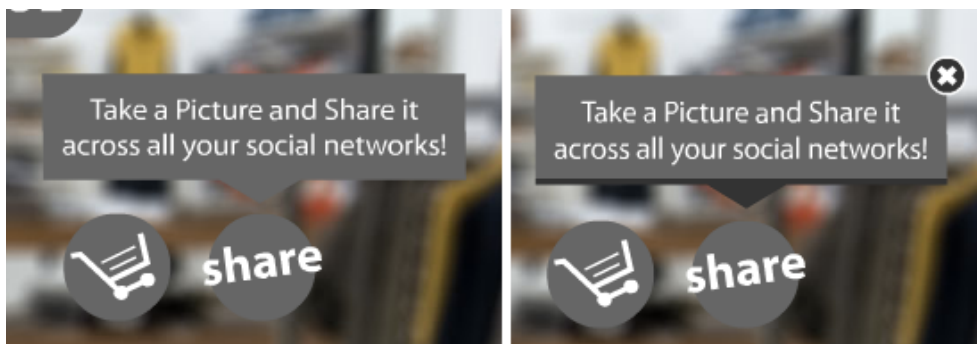 Take a Picture and Share it
across all your social networks!
share
Take a Picture and Share it
across all your social networks!
share